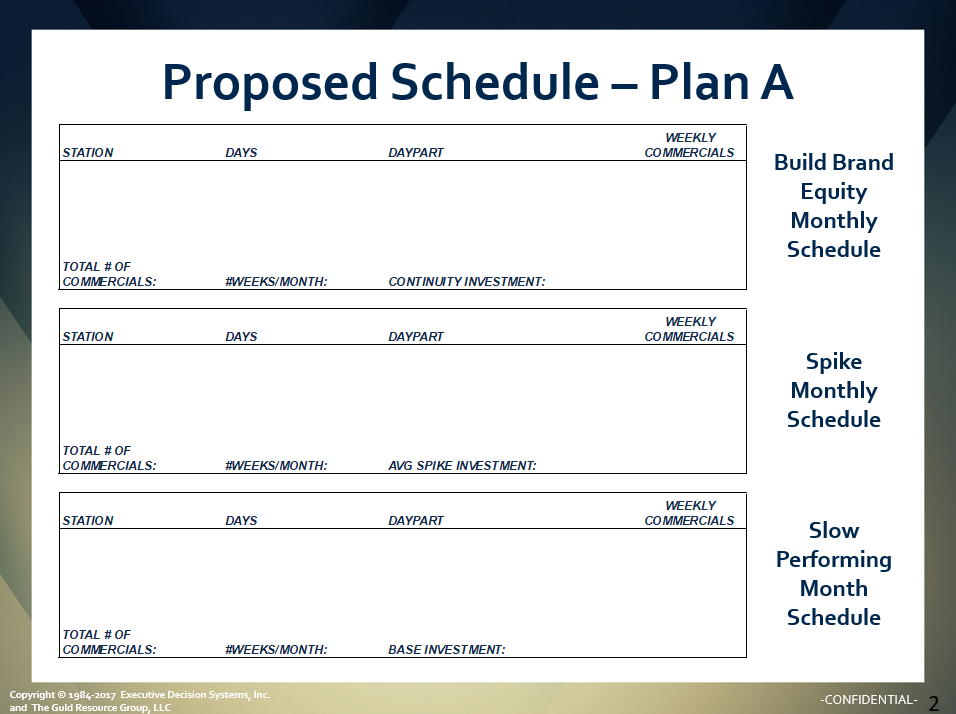 Proposed Schedule – Plan A
WEEKLY
STATION DAYS DAYPART COMMERCIALS
TOTAL # OF
COMMERCIALS: #WEEKS/MONTH: CONTINUITY INVESTMENT:
Build Brand
Equity
Monthly
Schedule
WEEKLY
STATION DAYS DAYPART COMMERCIALS
TOTAL # OF
COMMERCIALS: #WEEKS/MONTH: AVG SPIKE INVESTMENT:
Spike
Monthly
Schedule
WEEKLY
STATION DAYS DAYPART COMMERCIALS
TOTAL # OF
COMMERCIALS: #WEEKS/MONTH: BASE INVESTMENT:
Slow
Performing
Month
Schedule
Copyright © 1984-2017 Executive Decision Systems, Inc.
and The Guld Resource Group, LLC
-CONFIDENTIAL- 2